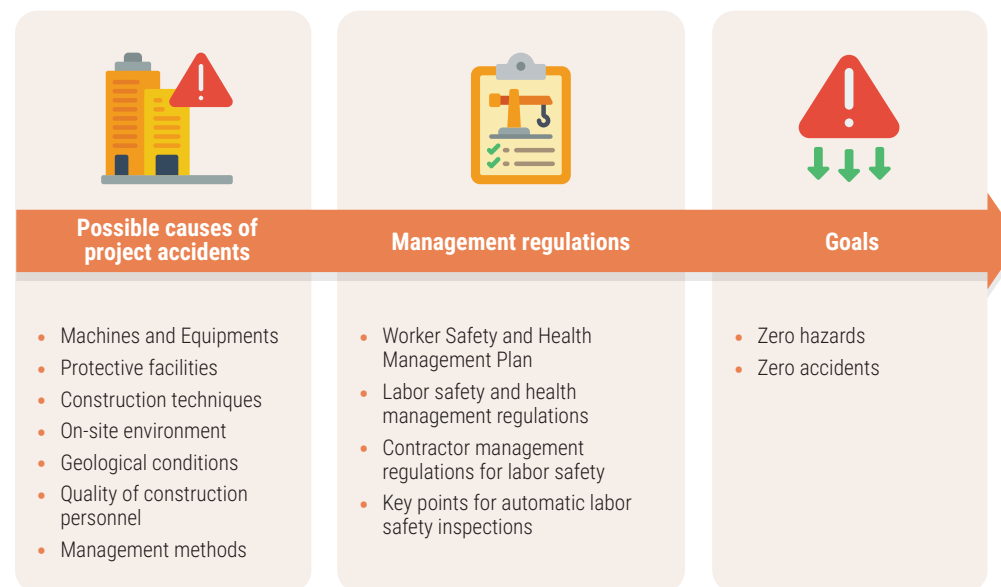 Possible causes of
project accidents
Management regulations
Goals
• Machines and Equipments
• Protective facilities
• Construction techniques
• On-site environment
• Geological conditions
• Quality of construction
personnel
• Management methods
• Worker Safety and Health
Management Plan
• Labor safety and health
management regulations
• Contractor management
regulations for labor safety
• Key points for automatic labor
safety inspections
• Zero hazards
• Zero accidents